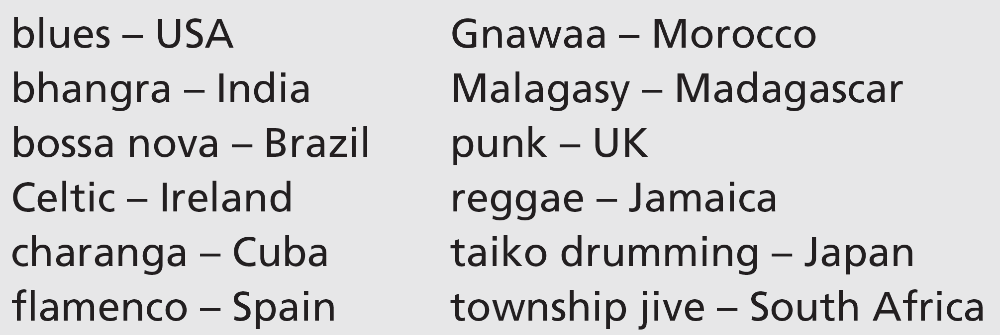 blues – USA
bhangra – India
bossa nova – Brazil
Celtic – Ireland
charanga – Cuba
flamenco – Spain
Gnawaa – Morocco
Malagasy – Madagascar
punk – UK
reggae – Jamaica
taiko drumming – Japan
township jive – South Africa